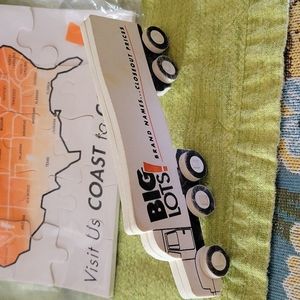 BIG
LOTS!
BRAND NAMES...CLOSEOUT PRICES
Visit Us COAST to